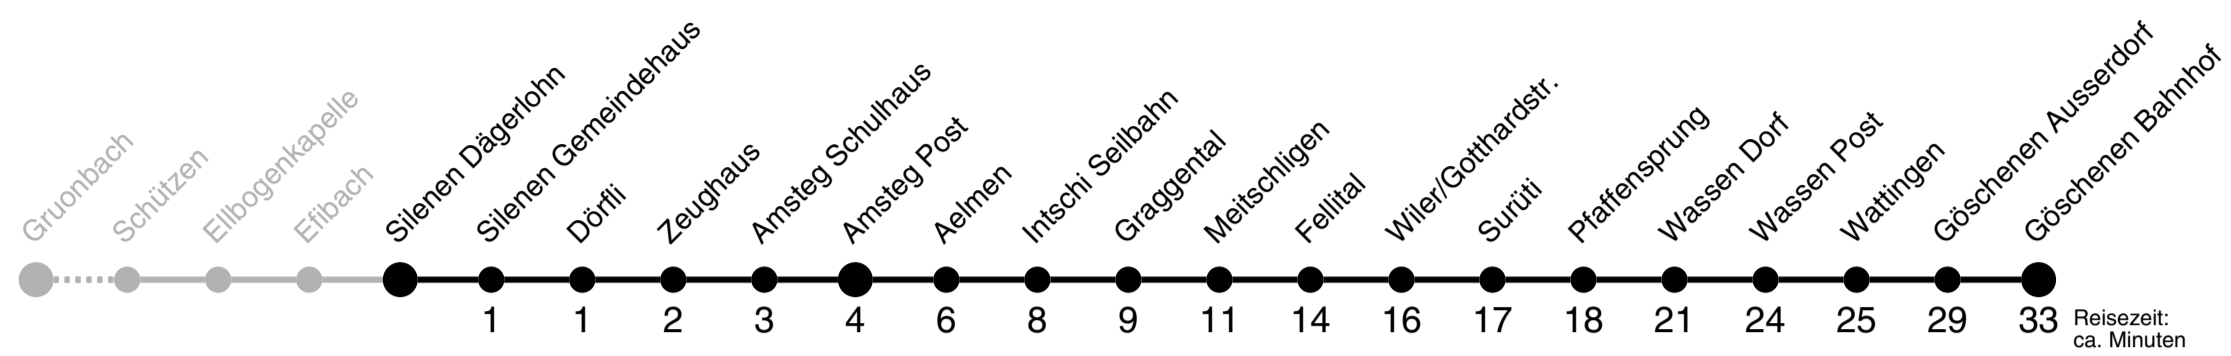 Gruonbach
Schützen
Ellbogenkapelle
Efibach
Silenen Dägerlohn
Silenen Gemeindehaus
Dörfli
Zeughaus
Amsteg Schulhaus
Amsteg Post
Aelmen
Intschi Seilbahn
Graggental
Meitschligen
Fellital
Wiler/Gotthardstr.
Surüti
Pfaffensprung
Wassen Dorf
Wassen Post
Wattingen
Göschenen Ausserdorf
Göschenen Bahnhof
1 1 2 3 4 6 8 9 11 14 16 17 18 21 24 25 29 33
Reisezeit:
ca. Minuten